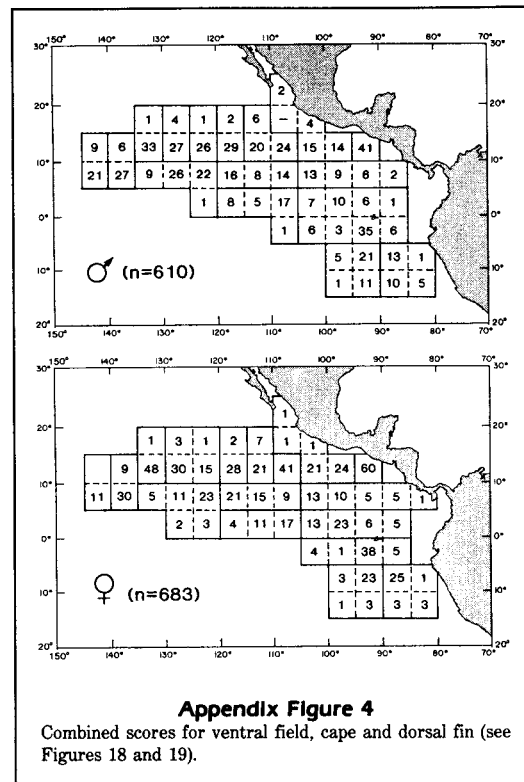 140° 130° 120° 110° 100° 90° 80°
30° 30°
2
20° 1 4 1 2 6 – 4 20°
9 6 33 27 26 29 20 24 15 14 41
10° 10°
21 27 9 26 22 16 8 14 13 9 6 2
1 8 5 17 7 10 6 1
0° 0°
1 6 3 35 6
5 21 13 1
10° 10°
♂ (n=610) 1 11 10 5
20° 20°
150° 140° 130° 120° 110° 100° 90° 80° 70°
140° 130° 120° 110° 100° 90° 80°
30° 30°
1
20° 1 3 1 2 7 1 1 20°
9 48 30 15 28 21 41 21 24 60
10° 10°
11 30 5 11 23 21 15 9 13 10 5 5 1
2 3 4 11 17 13 23 6 5
0° 0°
4 1 38 5
3 23 25 1
10° 10°
♀ (n=683) 1 3 3 3
20° 20°
150° 140° 130° 120° 110° 100° 90° 80° 70°
Appendix Figure 4
Combined scores for ventral field, cape and dorsal fin (see
Figures 18 and 19).